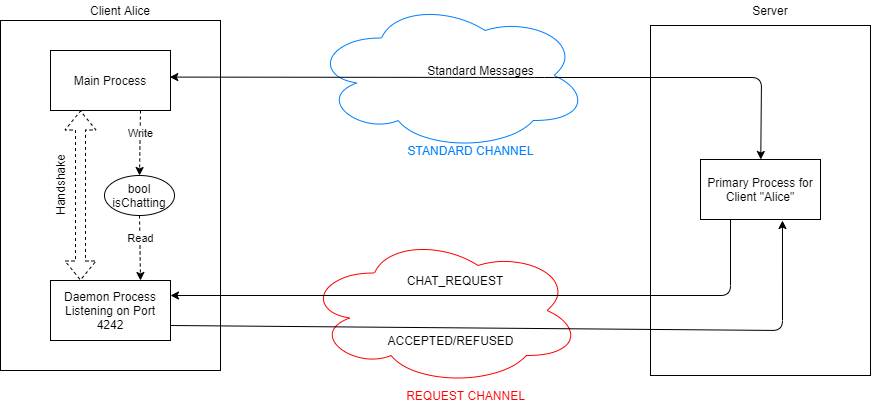 Client Alice
Server
Main Process
Standard Messages
Write
STANDARD CHANNEL
Handshake
bool
isChatting
Primary Process for
Client "Alice"
Read
Daemon Process
Listening on Port
4242
CHAT_REQUEST
ACCEPTED/REFUSED
REQUEST CHANNEL